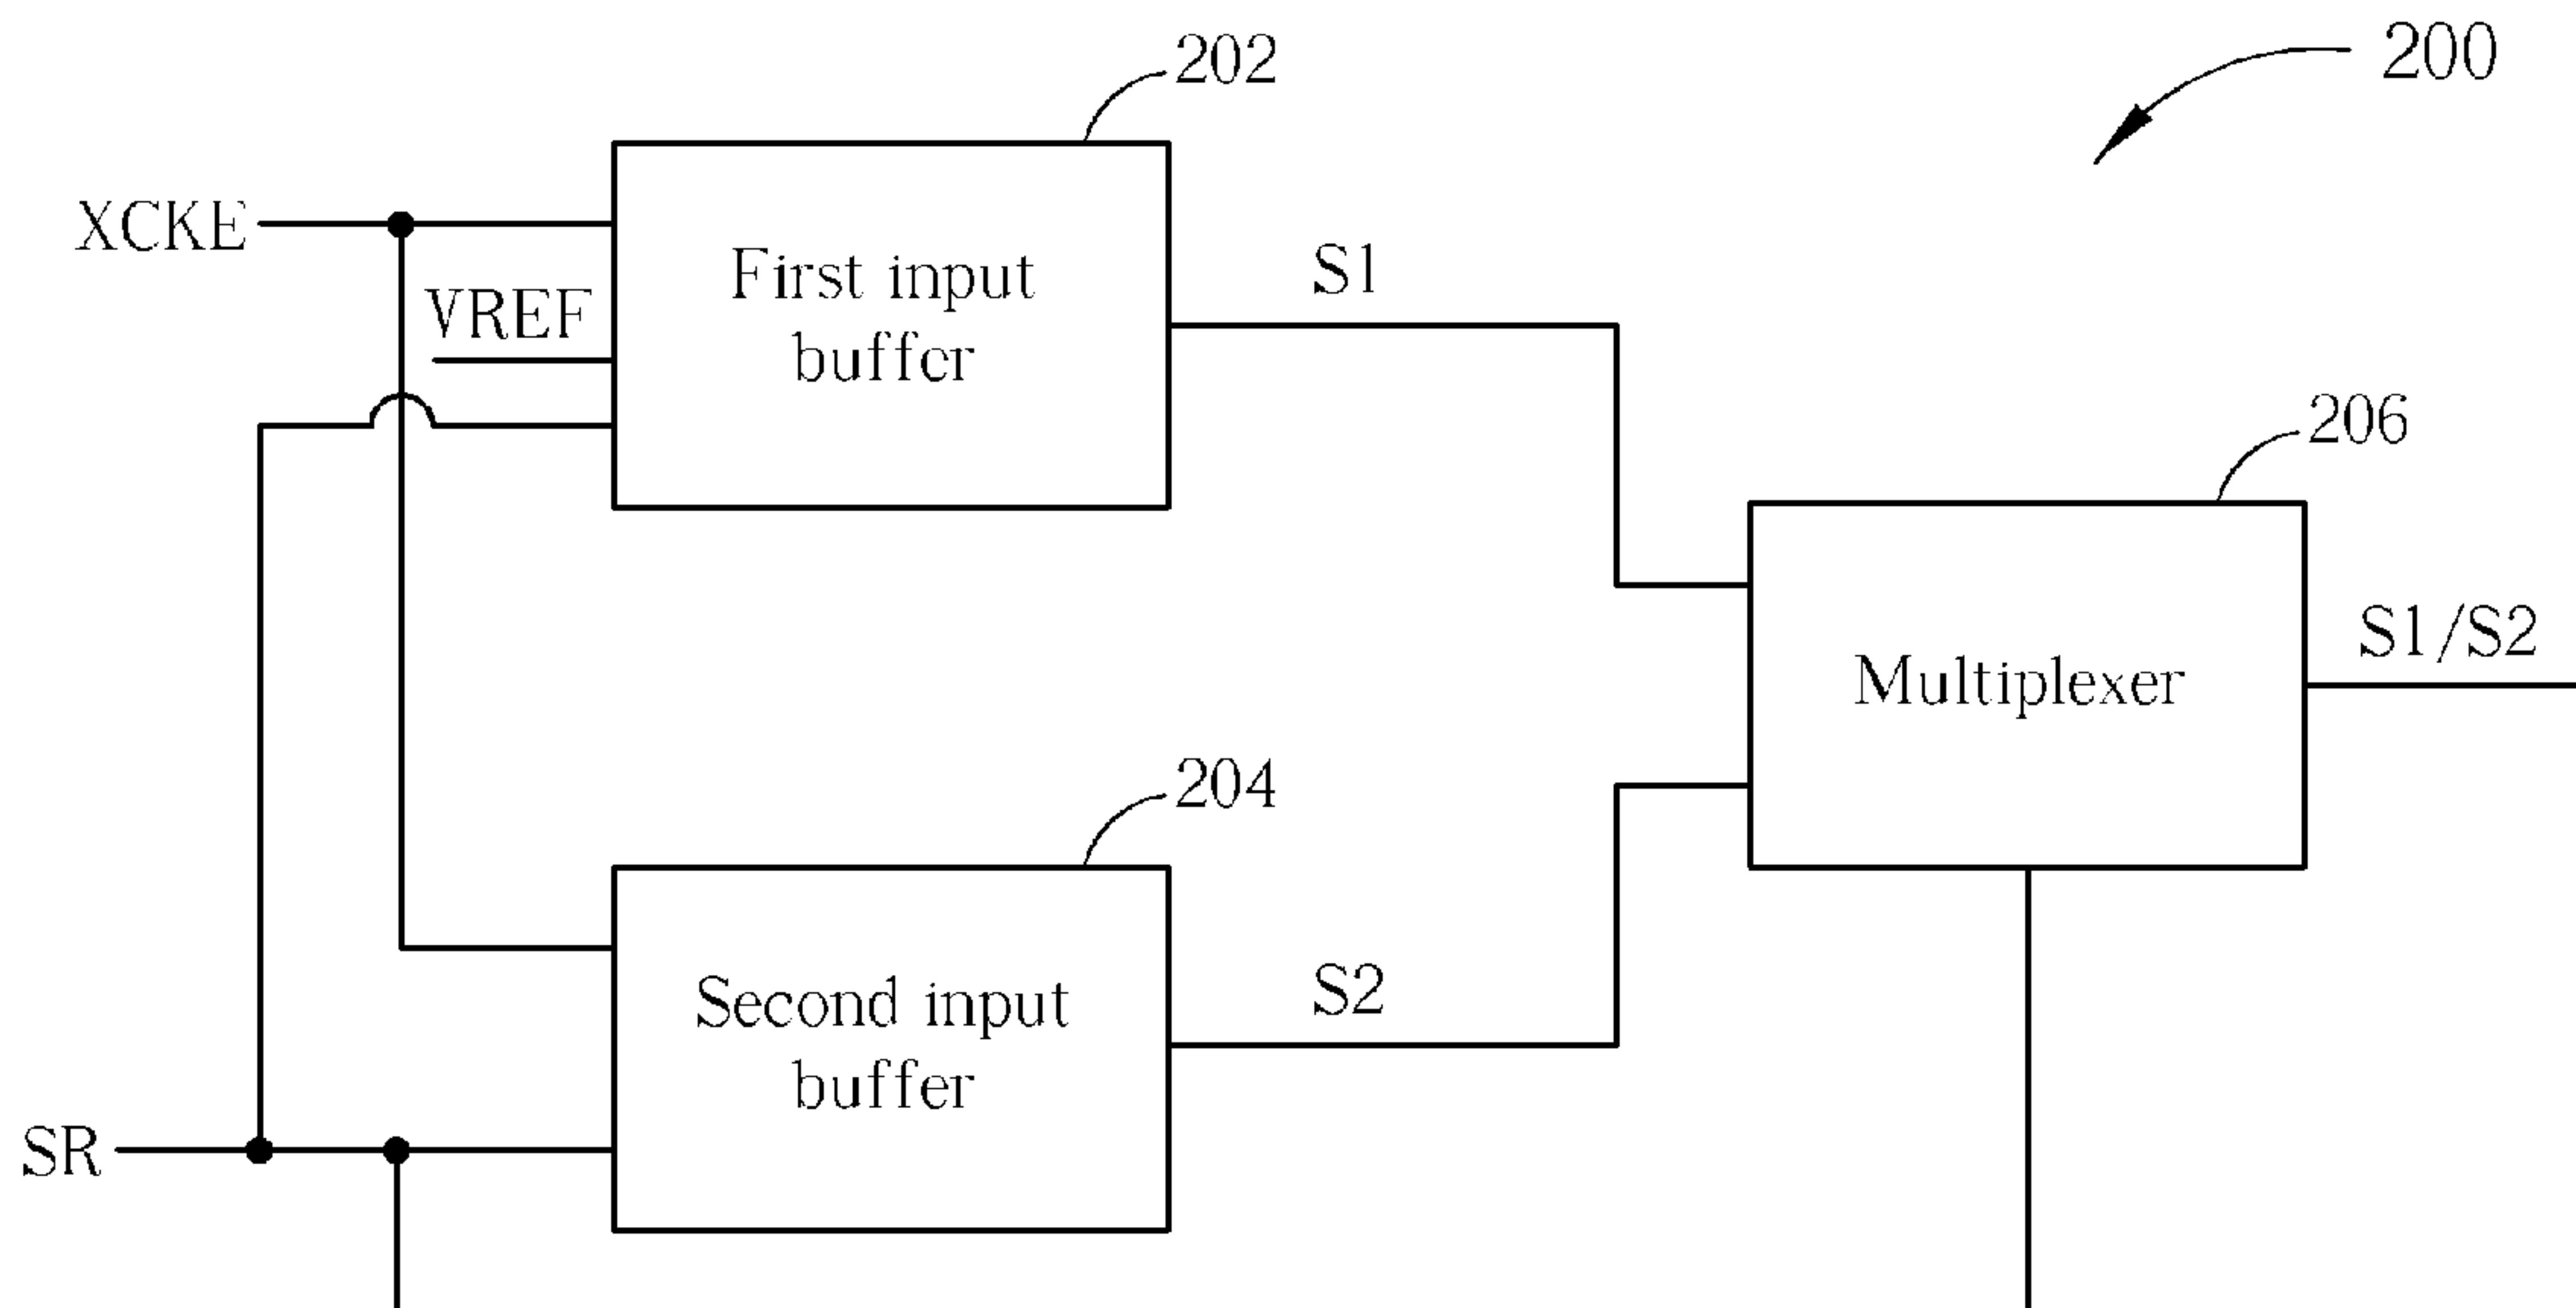 202
200
XCKE
VREF
First input
buffer
S1
206
S1/S2
Multiplexer
204
Second input
buffer
S2
SR